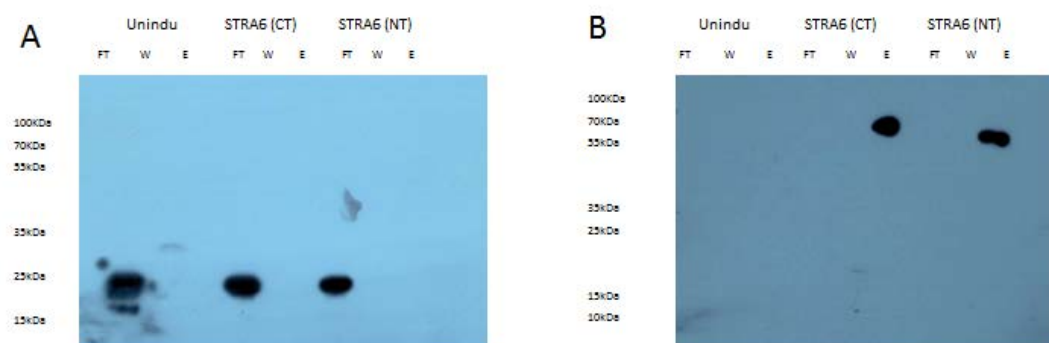 A
Unindu STRA6 (CT) STRA6 (NT)
FT W E FT W E FT W E
100KDa
70KDa
55kDa
35kDa
25kDa
15kDa
B
Unindu STRA6 (CT) STRA6 (NT)
FT W E FT W E FT W E
100KDa
70KDa
55kDa
35kDa
25kDa
15kDa
10kDa